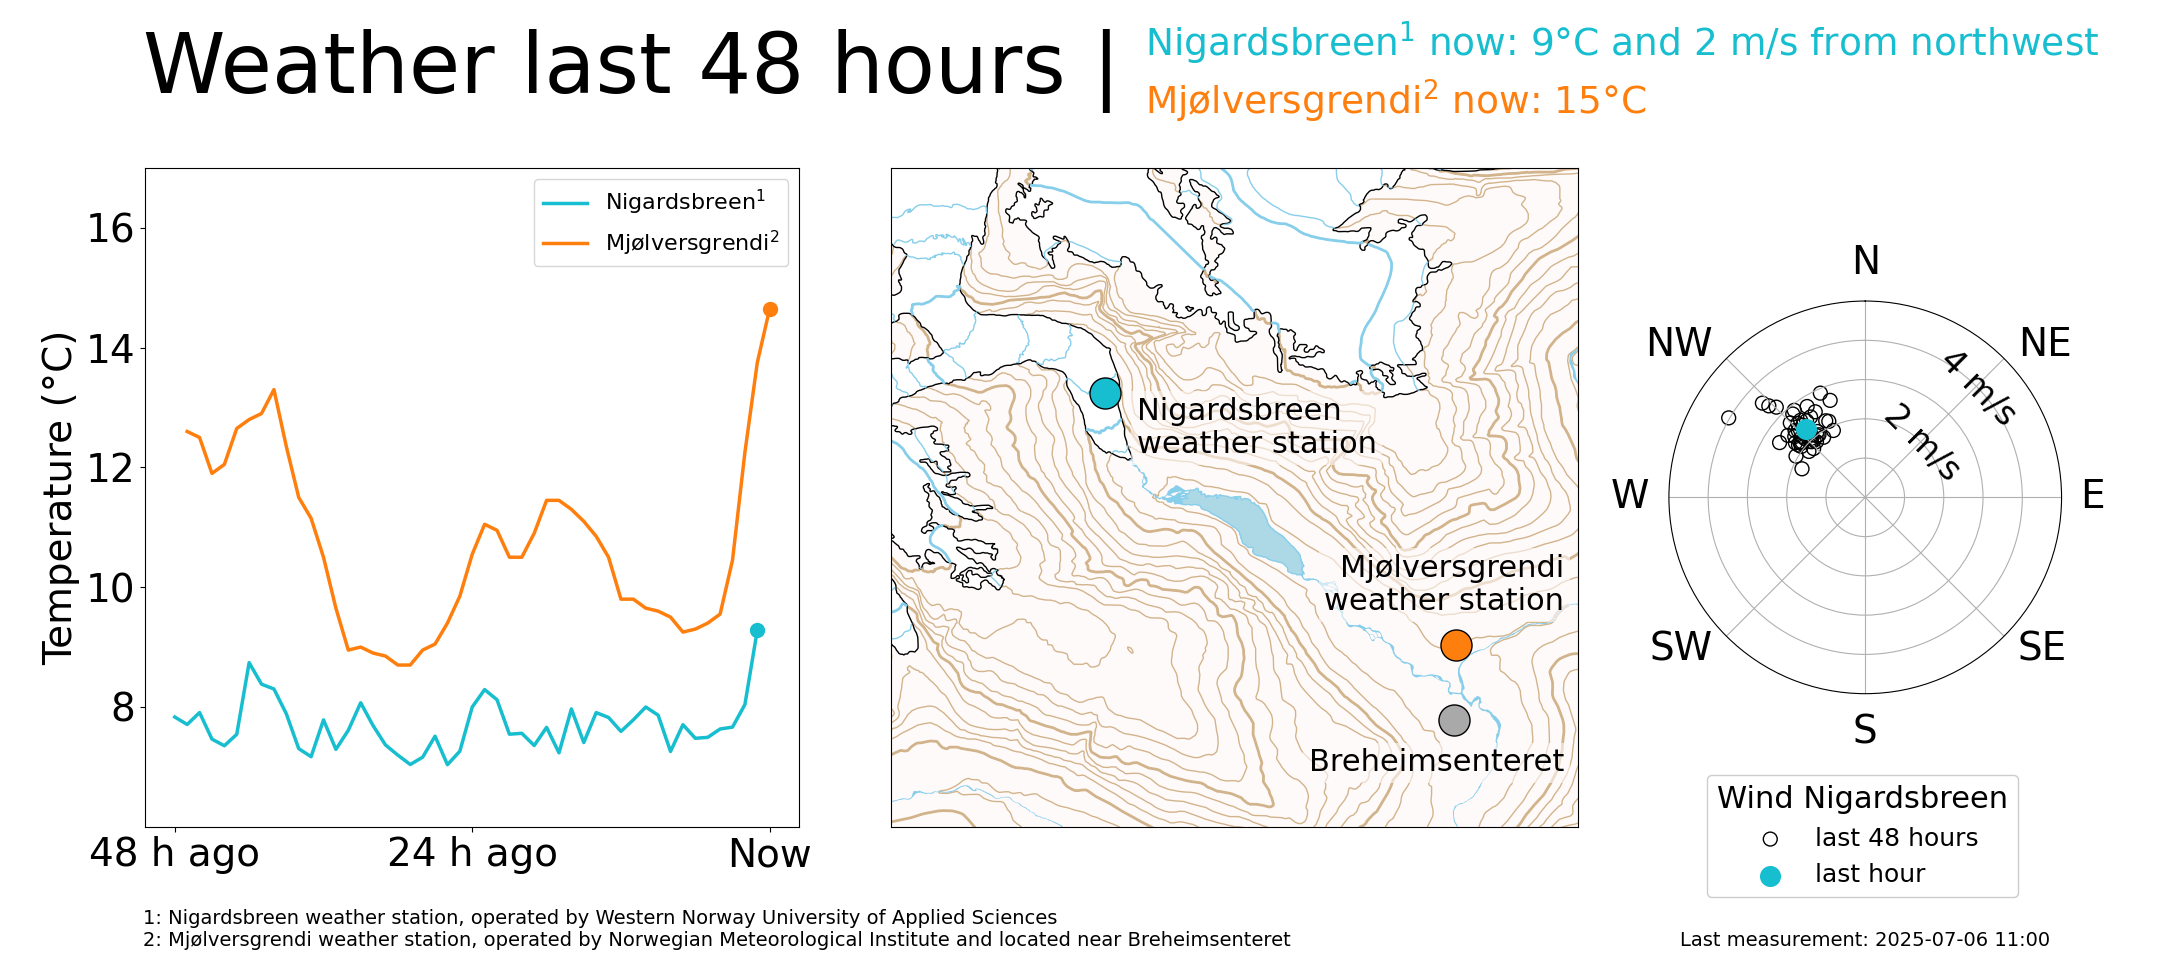 Weather last 48 hours |
Nigardsbreen¹ now: 9°C and 2 m/s from northwest
Mjølversgrendi² now: 15°C
Temperature (°C)
16
14
12
10
8
48 h ago
24 h ago
Now
Nigardsbreen¹
Mjølversgrendi²
Nigardsbreen
weather station
Mjølversgrendi
weather station
Breheimsenteret
N
NE
E
SE
S
SW
W
NW
4 m/s
2 m/s
Wind Nigardsbreen
last 48 hours
last hour
1: Nigardsbreen weather station, operated by Western Norway University of Applied Sciences
2: Mjølversgrendi weather station, operated by Norwegian Meteorological Institute and located near Breheimsenteret
Last measurement: 2025-07-06 11:00